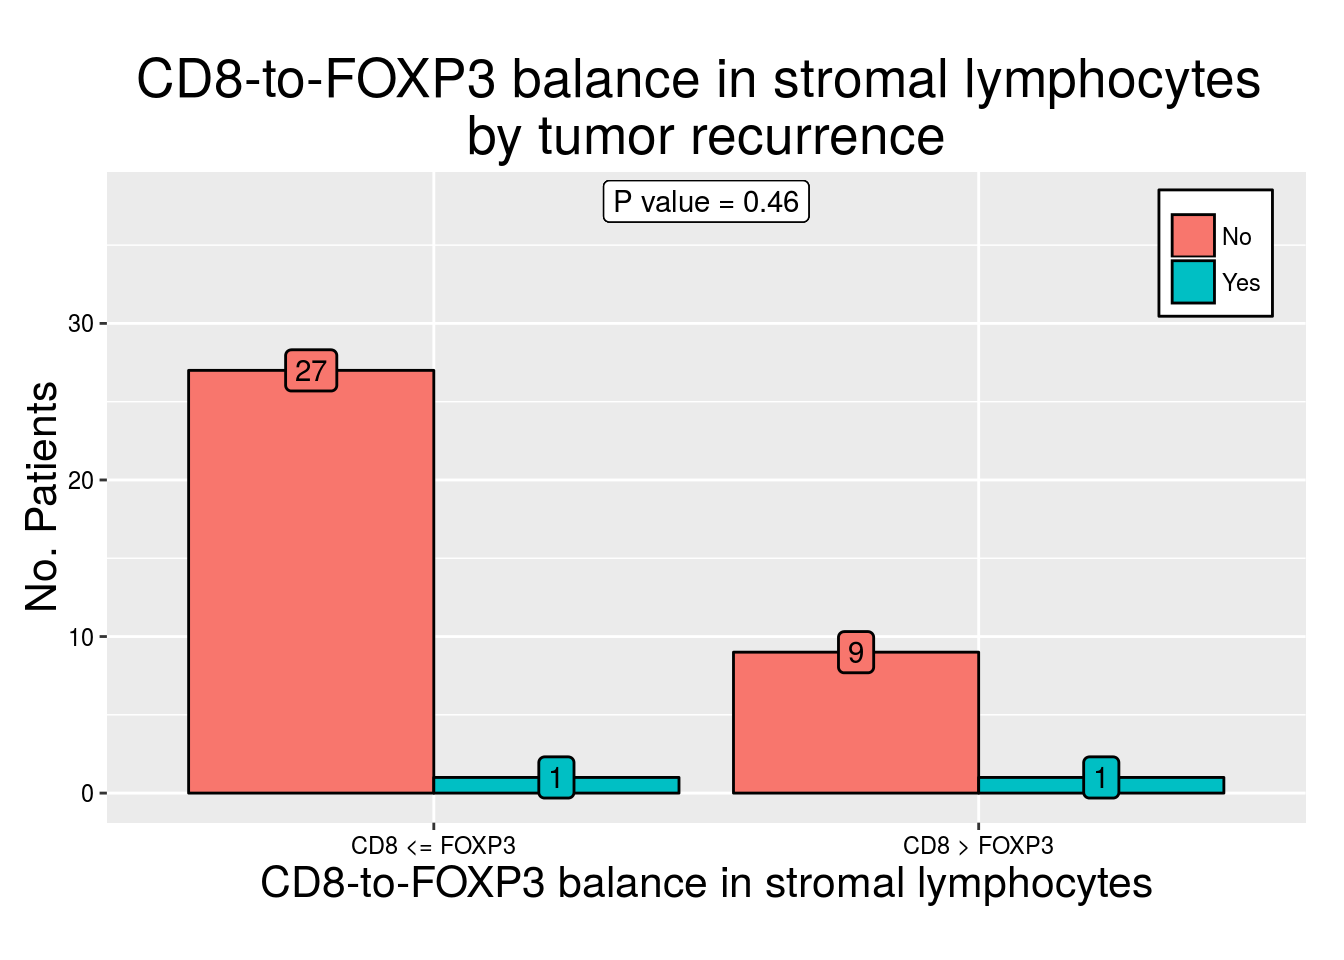 CD8-to-FOXP3 balance in stromal lymphocytes
by tumor recurrence
P value = 0.46
No
Yes
No. Patients
30
20
10
0
27
1
9
1
CD8 <= FOXP3
CD8 > FOXP3
CD8-to-FOXP3 balance in stromal lymphocytes